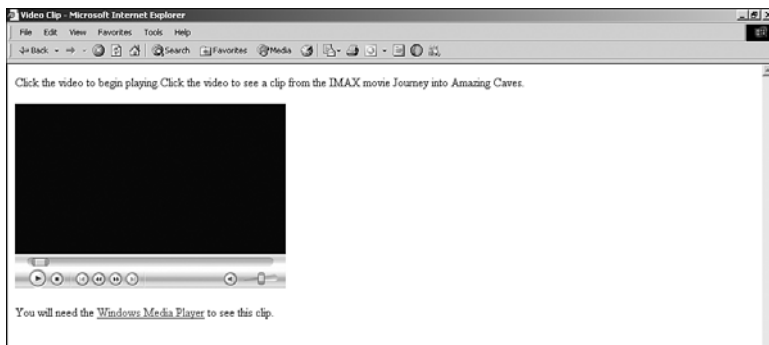 Video Clip - Microsoft Internet Explorer
File Edit View Favorites Tools Help
Back Search Favorites Media
Click the video to begin playing.Click the video to see a clip from the IMAX movie Journey into Amazing Caves.
You will need the Windows Media Player to see this clip.